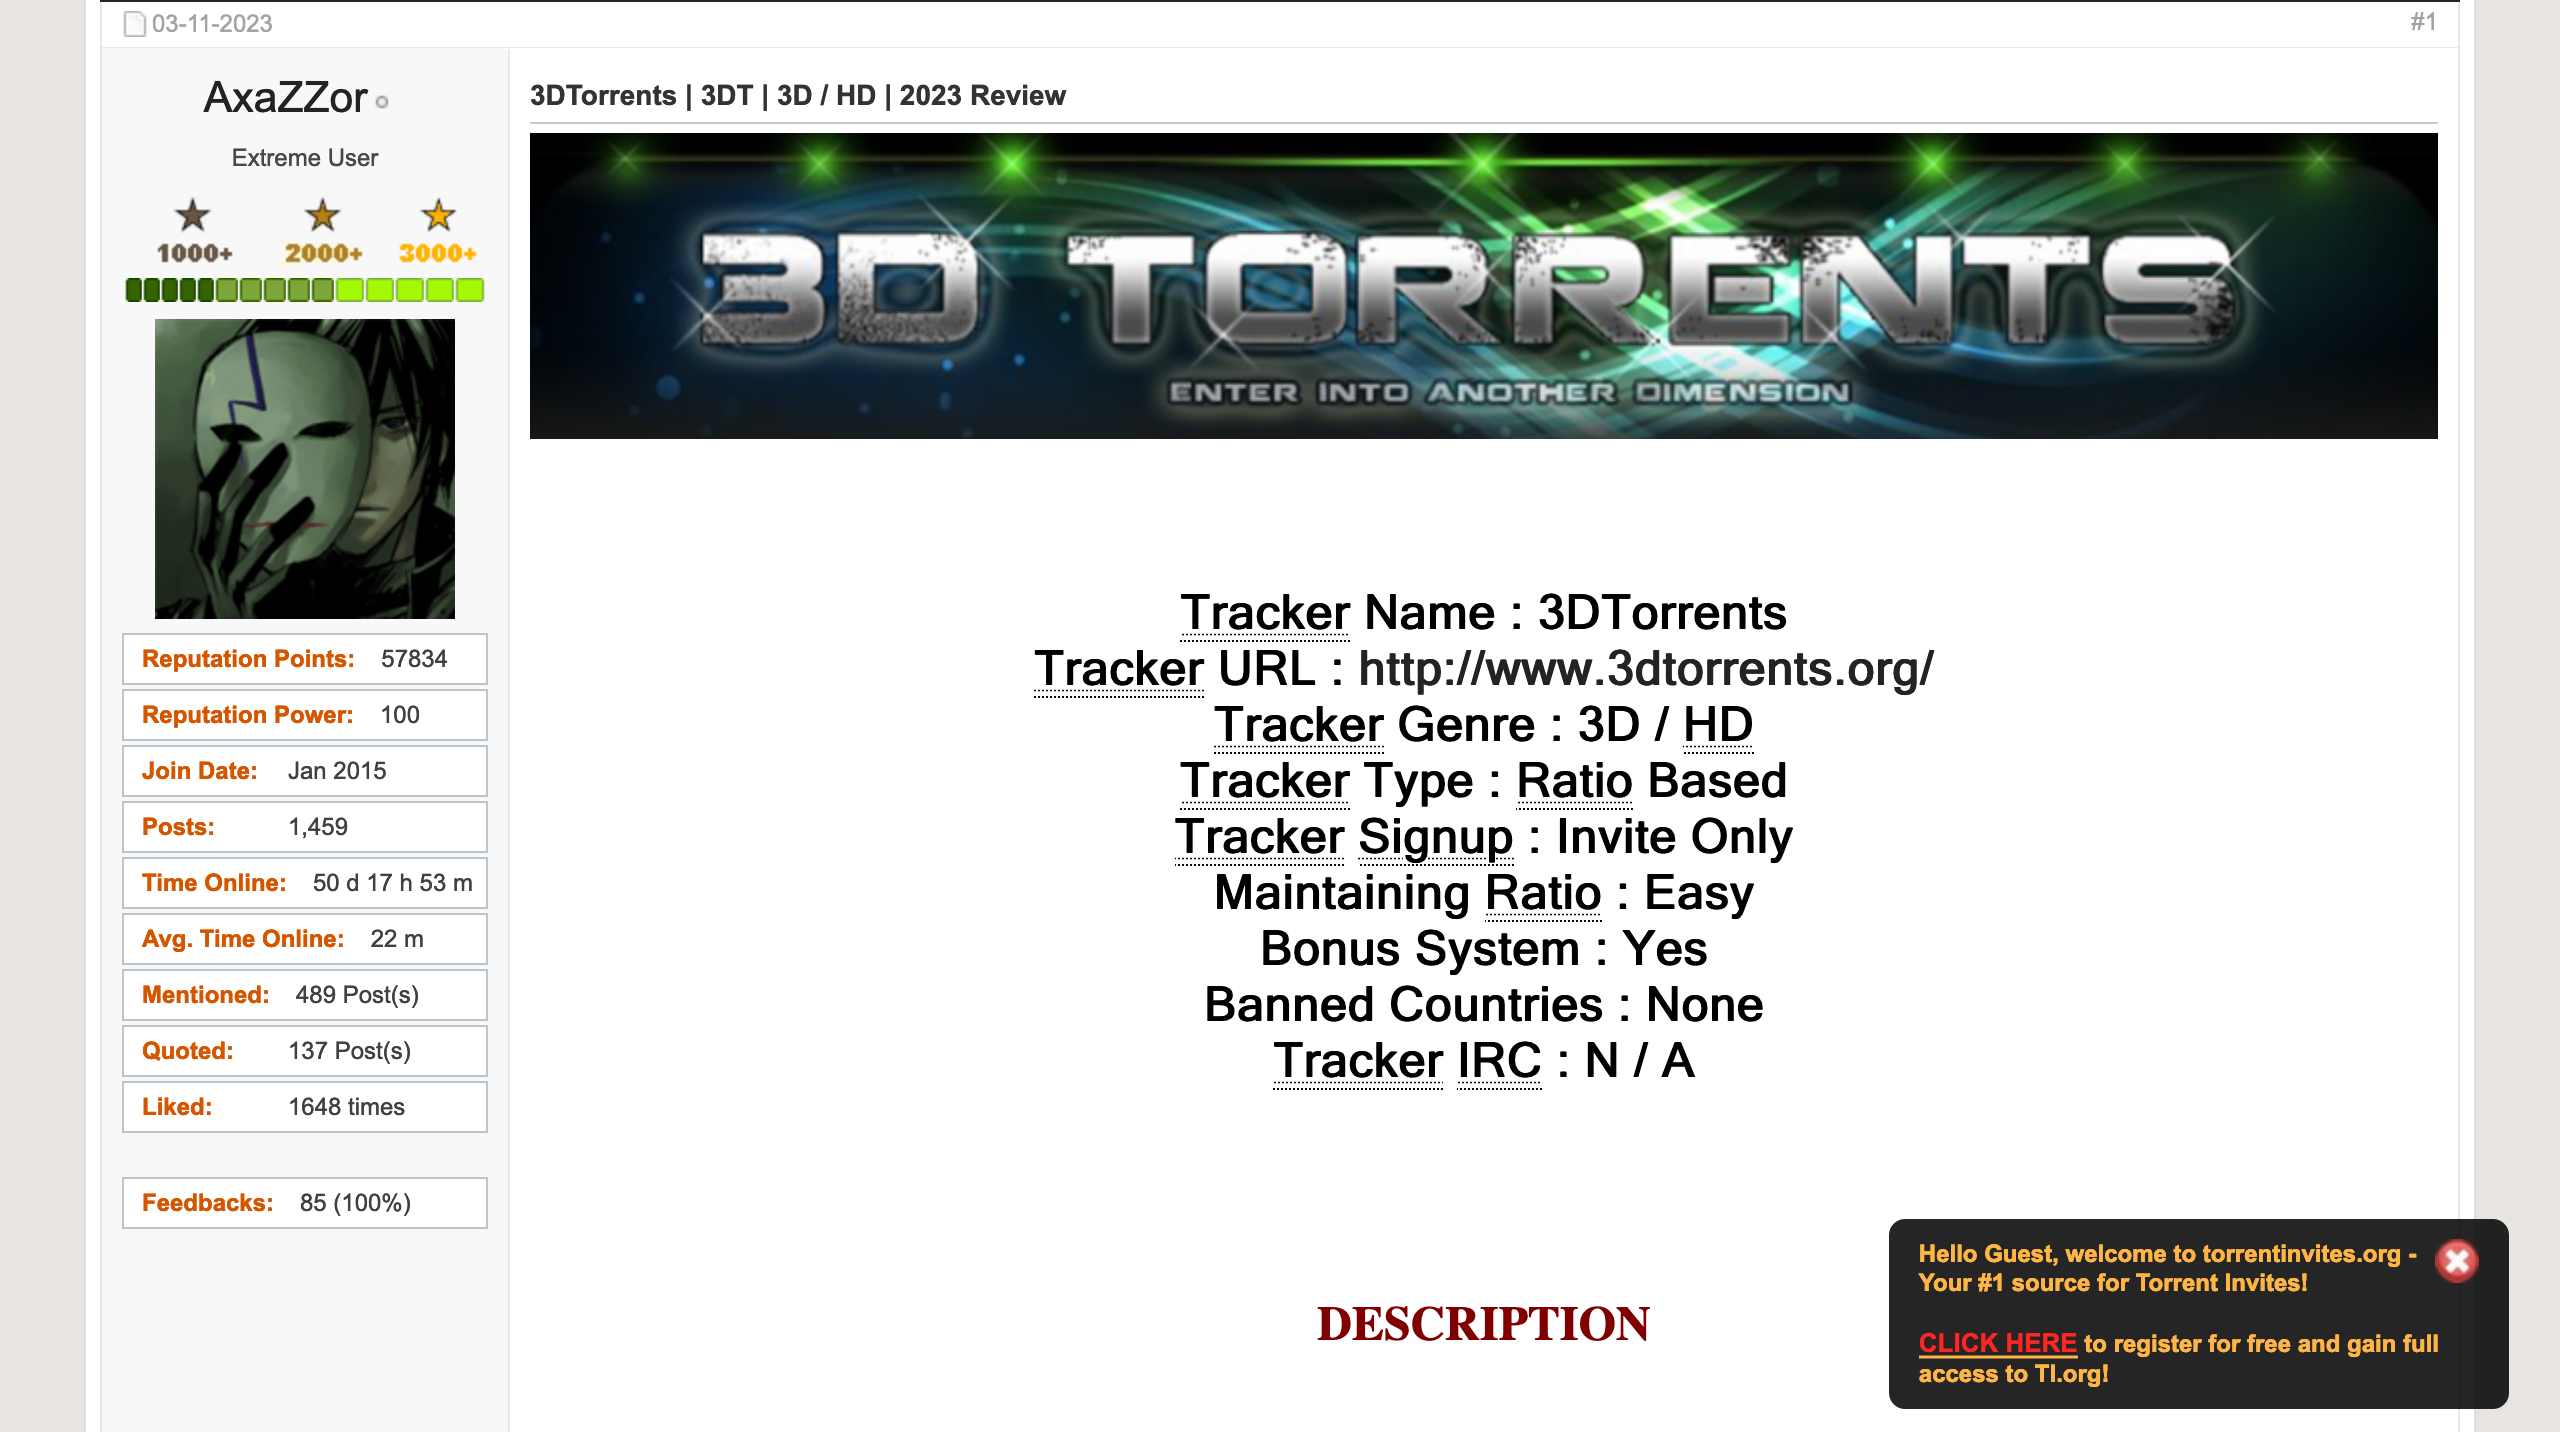 03-11-2023
#1
AxaZZor
Extreme User
1000+ 2000+ 3000+
Reputation Points: 57834
Reputation Power: 100
Join Date: Jan 2015
Posts: 1,459
Time Online: 50 d 17 h 53 m
Avg. Time Online: 22 m
Mentioned: 489 Post(s)
Quoted: 137 Post(s)
Liked: 1648 times
Feedbacks: 85 (100%)
3DTorrents | 3DT | 3D / HD | 2023 Review
3D TORRENTS
ENTER INTO ANOTHER DIMENSION
Tracker Name : 3DTorrents
Tracker URL : http://www.3dtorrents.org/
Tracker Genre : 3D / HD
Tracker Type : Ratio Based
Tracker Signup : Invite Only
Maintaining Ratio : Easy
Bonus System : Yes
Banned Countries : None
Tracker IRC : N / A
DESCRIPTION
Hello Guest, welcome to torrentinvites.org -
Your #1 source for Torrent Invites!
CLICK HERE to register for free and gain full
access to TI.org!